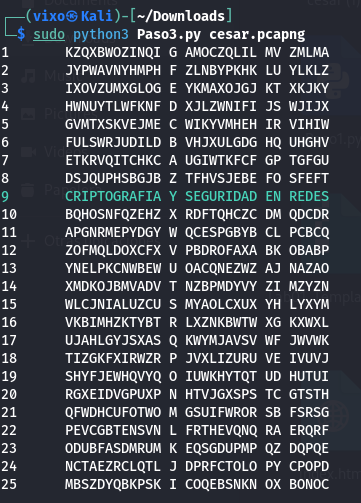 ┌──(vixo㉿Kali)-[~/Downloads]
└─$ sudo python3 Paso3.py cesar.pcapng
1 KZQXBWOZINQI G AMOCZQLIL MV ZMLMA
2 JYPWAVNYHMPH F ZLNBYPKHK LU YLKLZ
3 IXOVZUMXGLOG E YKMAXOJGJ KT XKJKY
4 HWNUYTLWFKNF D XJLZWNIFI JS WJIJX
5 GVMTXSKVEJME C WIKYVMHEH IR VIHIW
6 FULSWRJUDILD B VHJXULGDG HQ UHGHV
7 ETKRVQITCHKC A UGIWTKFCF GP TGFGU
8 DSJQUPHSBGJB Z TFHVSJEBE FO SFEFT
9 CRIPTOGRAFIA Y SEGURIDAD EN REDES
10 BQHOSNFQZEHZ X RDFTQHCZC DM QDCDR
11 APGNRMEPYDGY W QCESPGBYB CL PCBCQ
12 ZOFMQLDOXCFX V PBDROFAXA BK OBABP
13 YNELPKCNWBEW U OACQNEZWZ AJ NAZAO
14 XMDKOJBMVADV T NZBPMDYVY ZI MZYZN
15 WLCJNIALUZCU S MYAOLCXUX YH LYXYM
16 VKBIMHZKTYBT R LXZNKBWTW XG KXWXL
17 UJAHLGYJSXAS Q KWYMJAVSV WF JWVWK
18 TIZGKFXIRWZR P JVXLIZURU VE IVUVJ
19 SHYFJEWHQVYQ O IUWKHYTQT UD HUTUI
20 RGXEIDVGPUXP N HTVJGXSPS TC GTSTH
21 QFWDHCUFOTWO M GSUIFWROR SB FSRSG
22 PEVCGBTENSVN L FRTHEVQNQ RA ERQRF
23 ODUBFASDMRUM K EQSGDUPMP QZ DQPQE
24 NCTAEZRCLQTL J DPRFCTOLO PY CPOPD
25 MBSZDYQBKPSK I COQEBSNKN OX BONOC